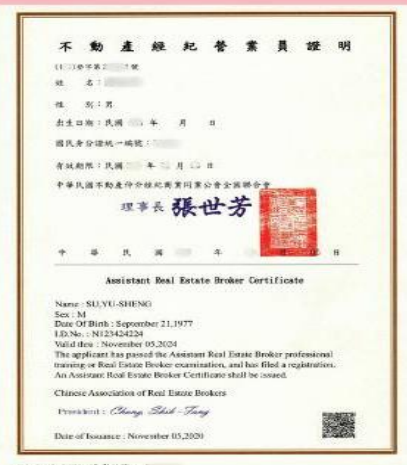 不動產經紀營業員證明
姓 名：
性 別：男
出生日期：民國 年 月 日
國民身分證統一編號：
有效期限：民國 年 月 日
中華民國不動產仲介經紀商業同業公會全國聯合會
理事長 張世芳
中 華 民 國 年 月 日
Assistant Real Estate Broker Certificate
Name : SU,YU-SHENG
Sex : M
Date Of Birth : September 21,1977
I.D.No. : N123424224
Valid thru : November 05,2024
The applicant has passed the Assistant Real Estate Broker professional
training or Real Estate Broker examination, and has filed a registration.
An Assistant Real Estate Broker Certificate shall be issued.
Chinese Association of Real Estate Brokers
President : Chang Shih-Fang
Date of Issuance : November 05,2020